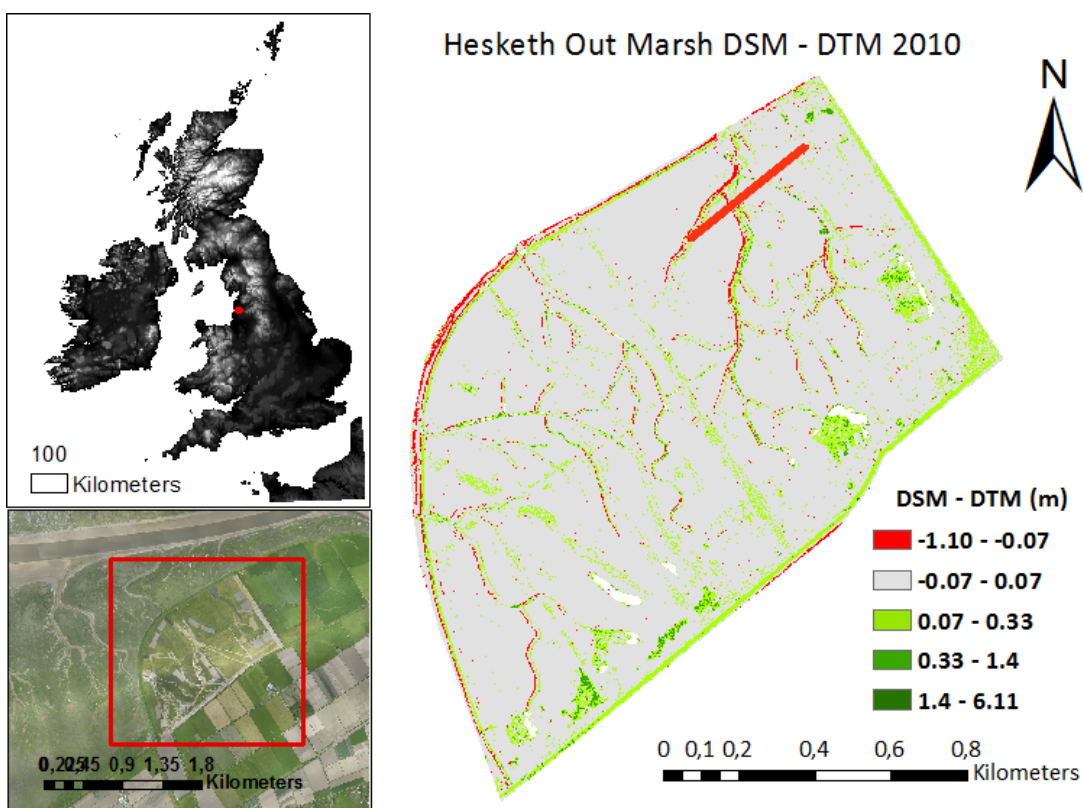 Hesketh Out Marsh DSM - DTM 2010
N
100
Kilometers
DSM - DTM (m)
-1.10 - -0.07
-0.07 - 0.07
0.07 - 0.33
0.33 - 1.4
1.4 - 6.11
0 0,1 0,2 0,4 0,6 0,8
Kilometers
0,9 1,35 1,8
Kilometers